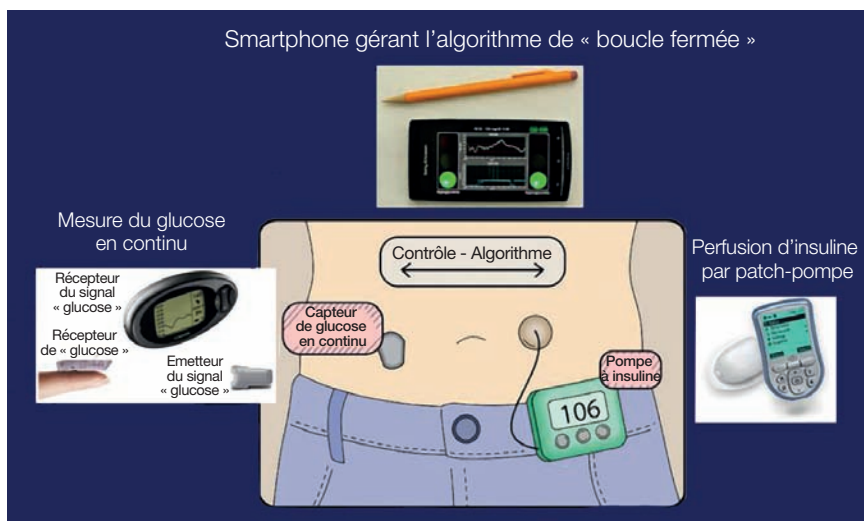 Smartphone gérant l'algorithme de « boucle fermée »
Mesure du glucose
en continu
Récepteur
du signal
« glucose »
Récepteur
de « glucose »
Emetteur
du signal
« glucose »
Contrôle - Algorithme
Capteur
de glucose
en continu
Pompe
à insuline
106
Perfusion d'insuline
par patch-pompe